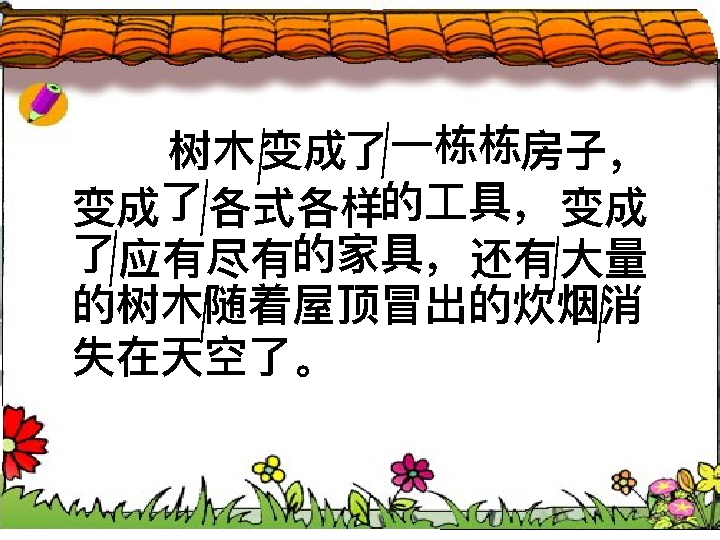 树木变成了一栋栋房子，
变成了各式各样的工具，变成
了应有尽有的家具，还有大量
的树木随着屋顶冒出的炊烟消
失在天空了。